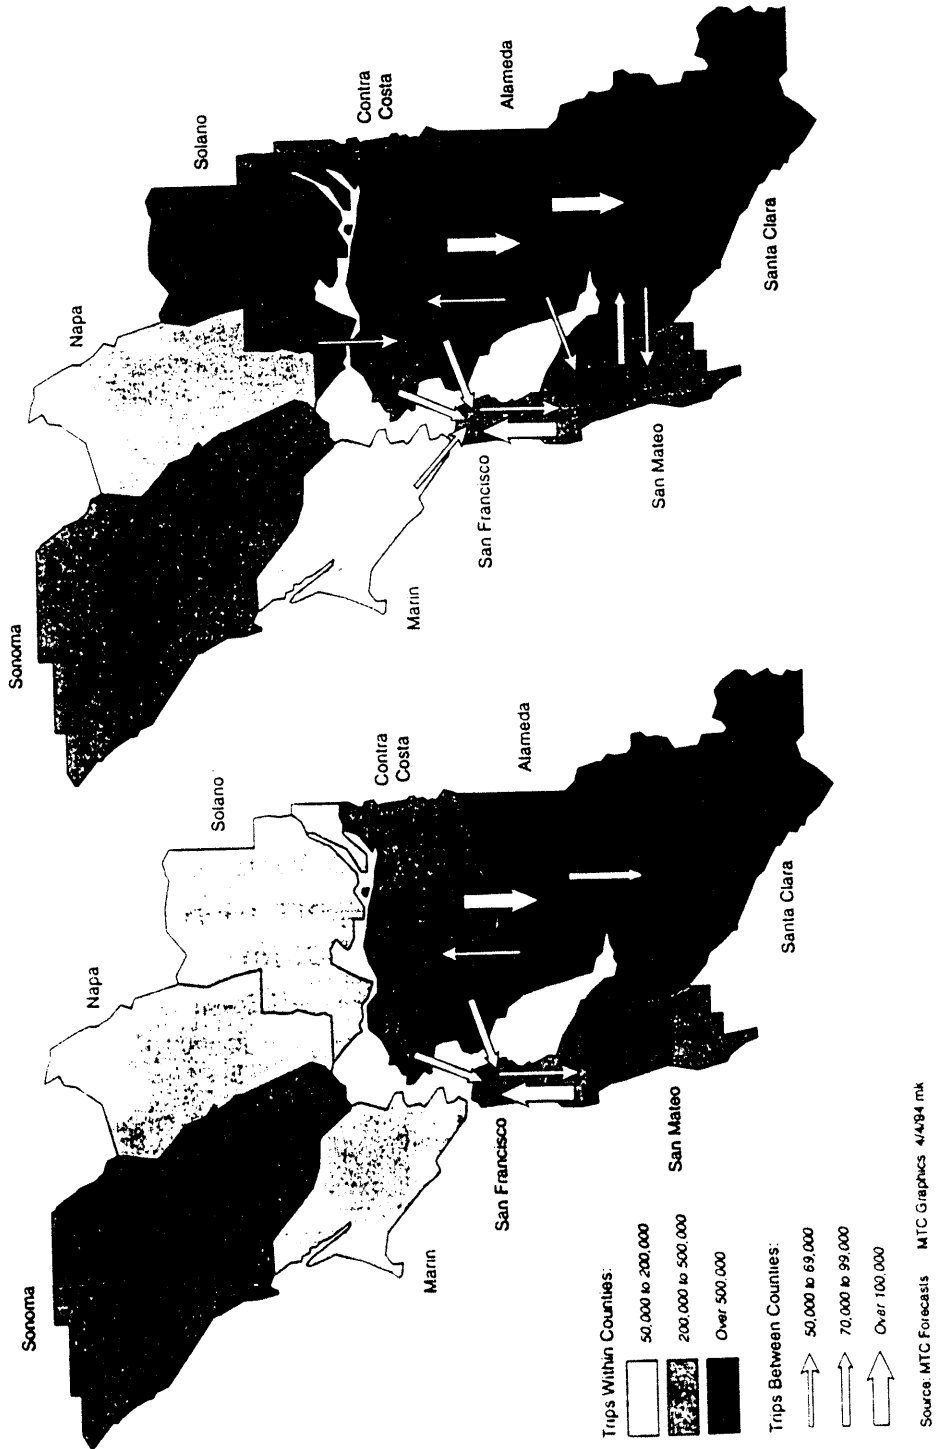 Sonoma
Napa
Solano
Contra
Costa
Alameda
Marin
San Francisco
San Mateo
Santa Clara
Sonoma
Napa
Solano
Contra
Costa
Alameda
Marin
San Francisco
San Mateo
Santa Clara
Trips Within Counties:
50,000 to 200,000
200,000 to 500,000
Over 500,000
Trips Between Counties:
50,000 to 69,000
70,000 to 99,000
Over 100,000
Source: MTC Forecasts MTC Graphics 4/4/94 mk